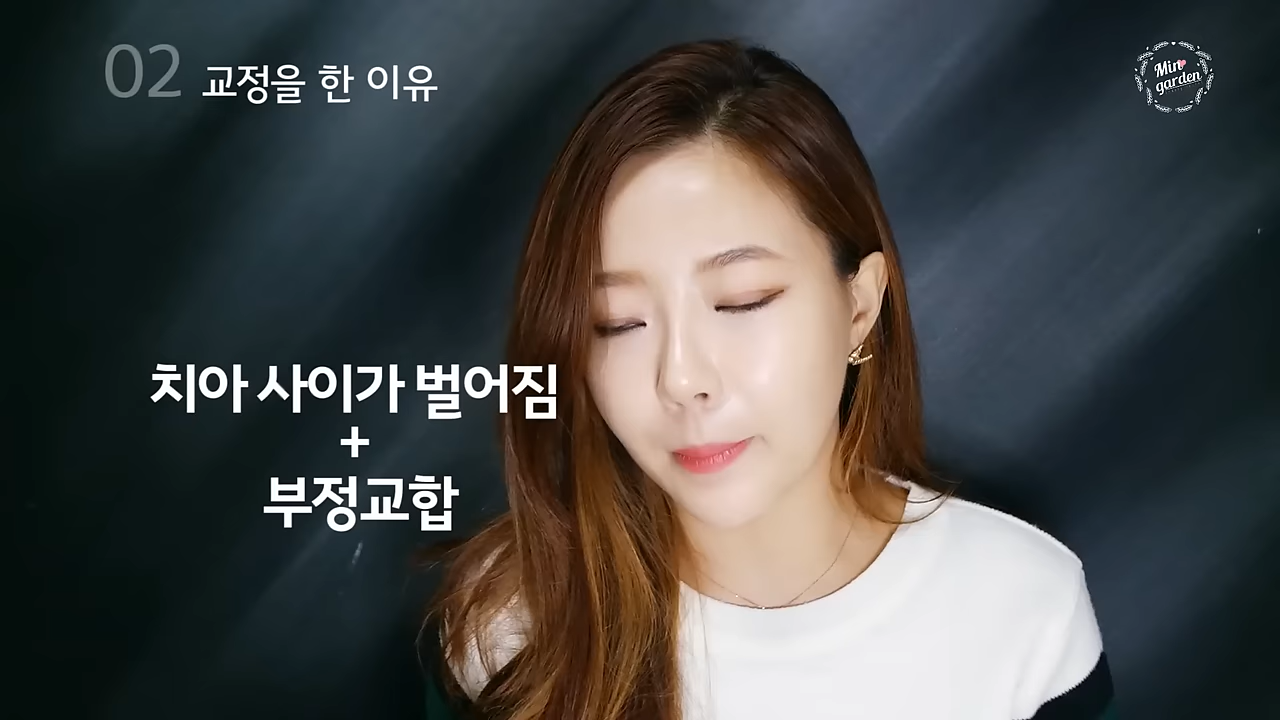 02 교정을 한 이유
Min
garden
치아 사이가 벌어짐
+
부정교합